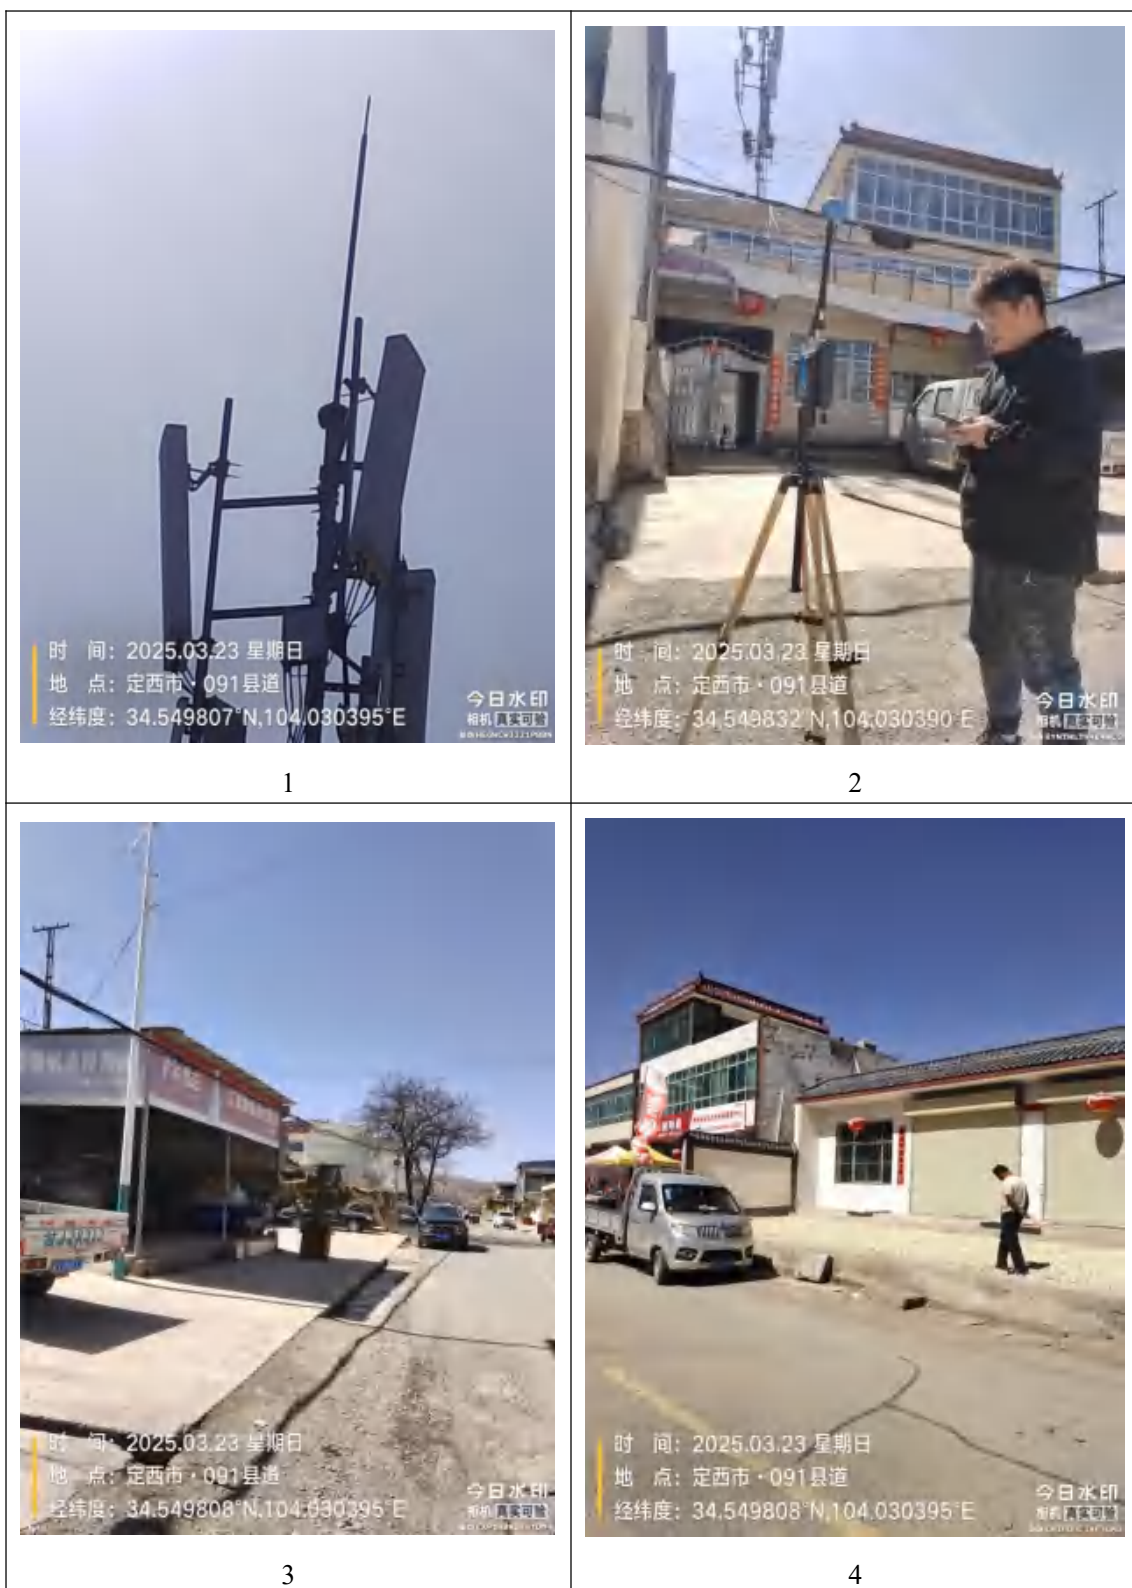 时 间：2025.03.23 星期日
地 点：定西市·091县道
经纬度：34.549807°N,104.030395°E
今日水印
相机 真实可验
1
时 间：2025.03.23 星期日
地 点：定西市·091县道
经纬度：34.549832°N,104.030390°E
今日水印
相机 真实可验
2
时 间：2025.03.23 星期日
地 点：定西市·091县道
经纬度：34.549808°N,104.030395°E
今日水印
相机 真实可验
3
时 间：2025.03.23 星期日
地 点：定西市·091县道
经纬度：34.549808°N,104.030395°E
今日水印
相机 真实可验
4